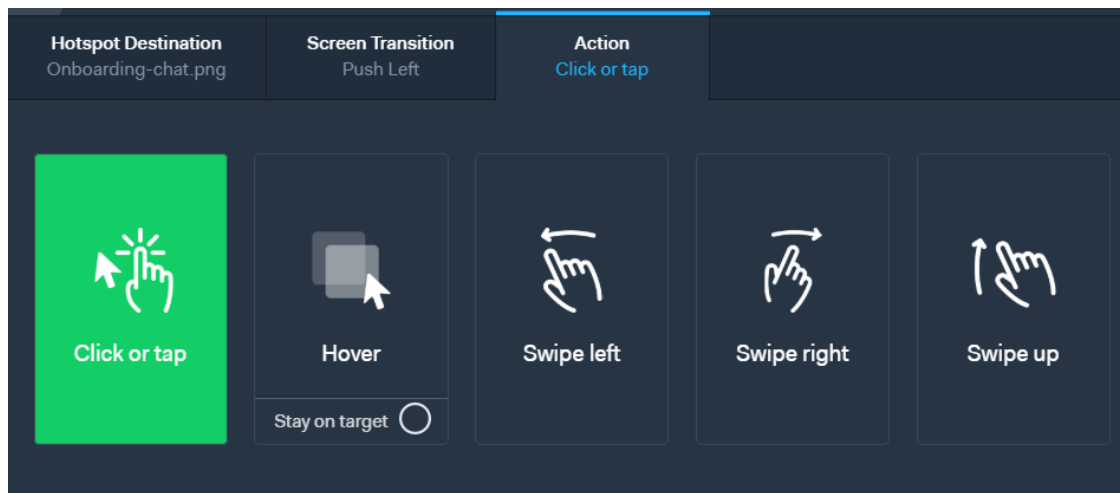 Hotspot Destination
Onboarding-chat.png
Screen Transition
Push Left
Action
Click or tap
Click or tap
Hover
Stay on target
Swipe left
Swipe right
Swipe up